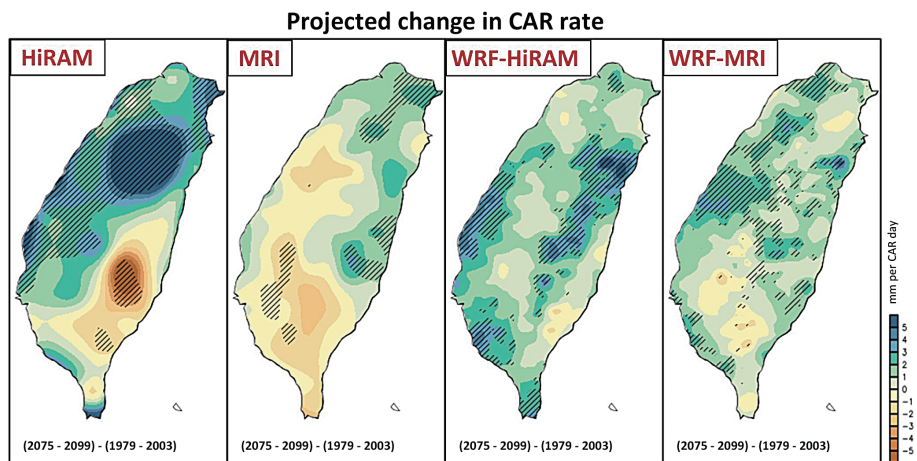 Projected change in CAR rate
HiRAM
MRI
WRF-HiRAM
WRF-MRI
mm per CAR day
5
4
3
2
1
0
−1
−2
−3
−4
−5
(2075 - 2099) - (1979 - 2003)
(2075 - 2099) - (1979 - 2003)
(2075 - 2099) - (1979 - 2003)
(2075 - 2099) - (1979 - 2003)